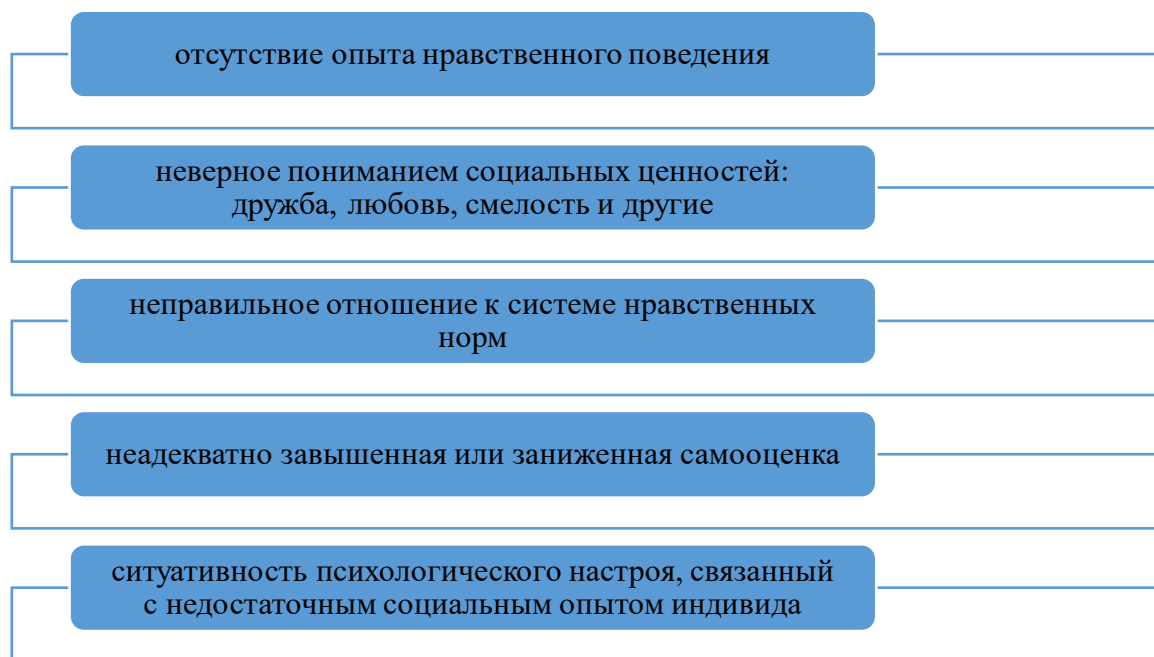 отсутствие опыта нравственного поведения
неверное пониманием социальных ценностей:
дружба, любовь, смелость и другие
неправильное отношение к системе нравственных
норм
неадекватно завышенная или заниженная самооценка
ситуативность психологического настроя, связанный
с недостаточным социальным опытом индивида